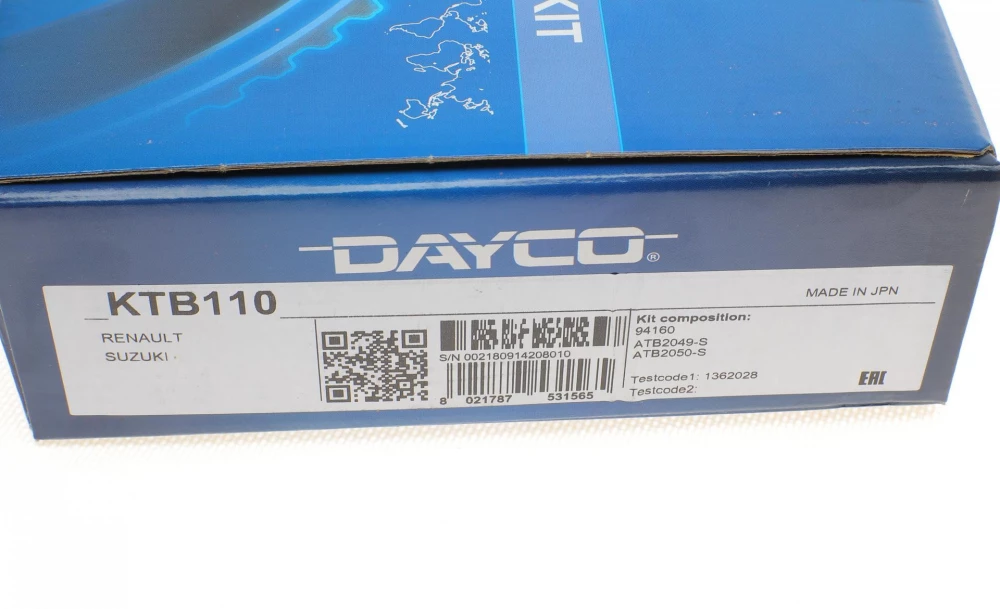 KIT
DAYCO®
KTB110
MADE IN JPN
RENAULT
SUZUKI
S/N 002180914208010
8 021787 531565
Kit composition:
94160
ATB2049-S
ATB2050-S
Testcode1: 1362028
Testcode2:
EAC